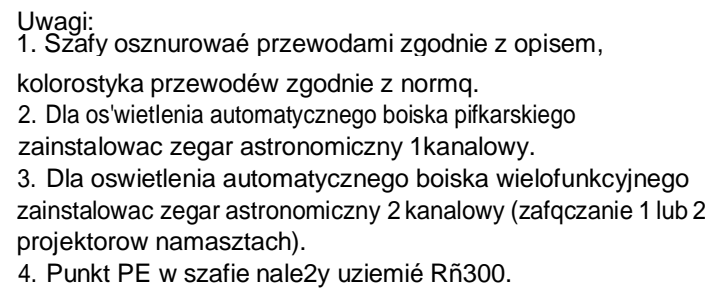 Uwagi:
1. Szafy osznurowaé przewodami zgodnie z opisem,
kolorostyka przewodéw zgodnie z normq.
2. Dla os'wietlenia automatycznego boiska pifkarskiego
zainstalowac zegar astronomiczny 1kanalowy.
3. Dla oswietlenia automatycznego boiska wielofunkcyjnego
zainstalowac zegar astronomiczny 2 kanalowy (zafqczanie 1 lub 2
projektorow namasztach).
4. Punkt PE w szafie nale2y uziemié Rñ300.